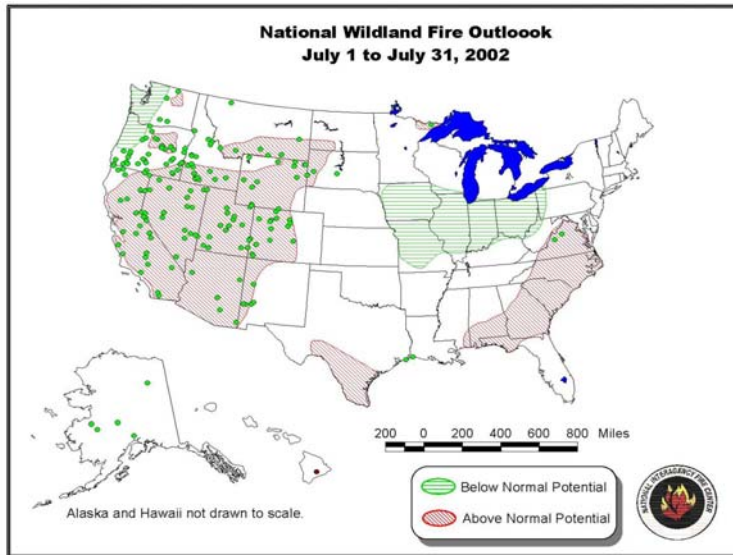 National Wildland Fire Outloook
July 1 to July 31, 2002
200 0 200 400 600 800 Miles
Below Normal Potential
Above Normal Potential
Alaska and Hawaii not drawn to scale.
NATIONAL INTERAGENCY FIRE CENTER